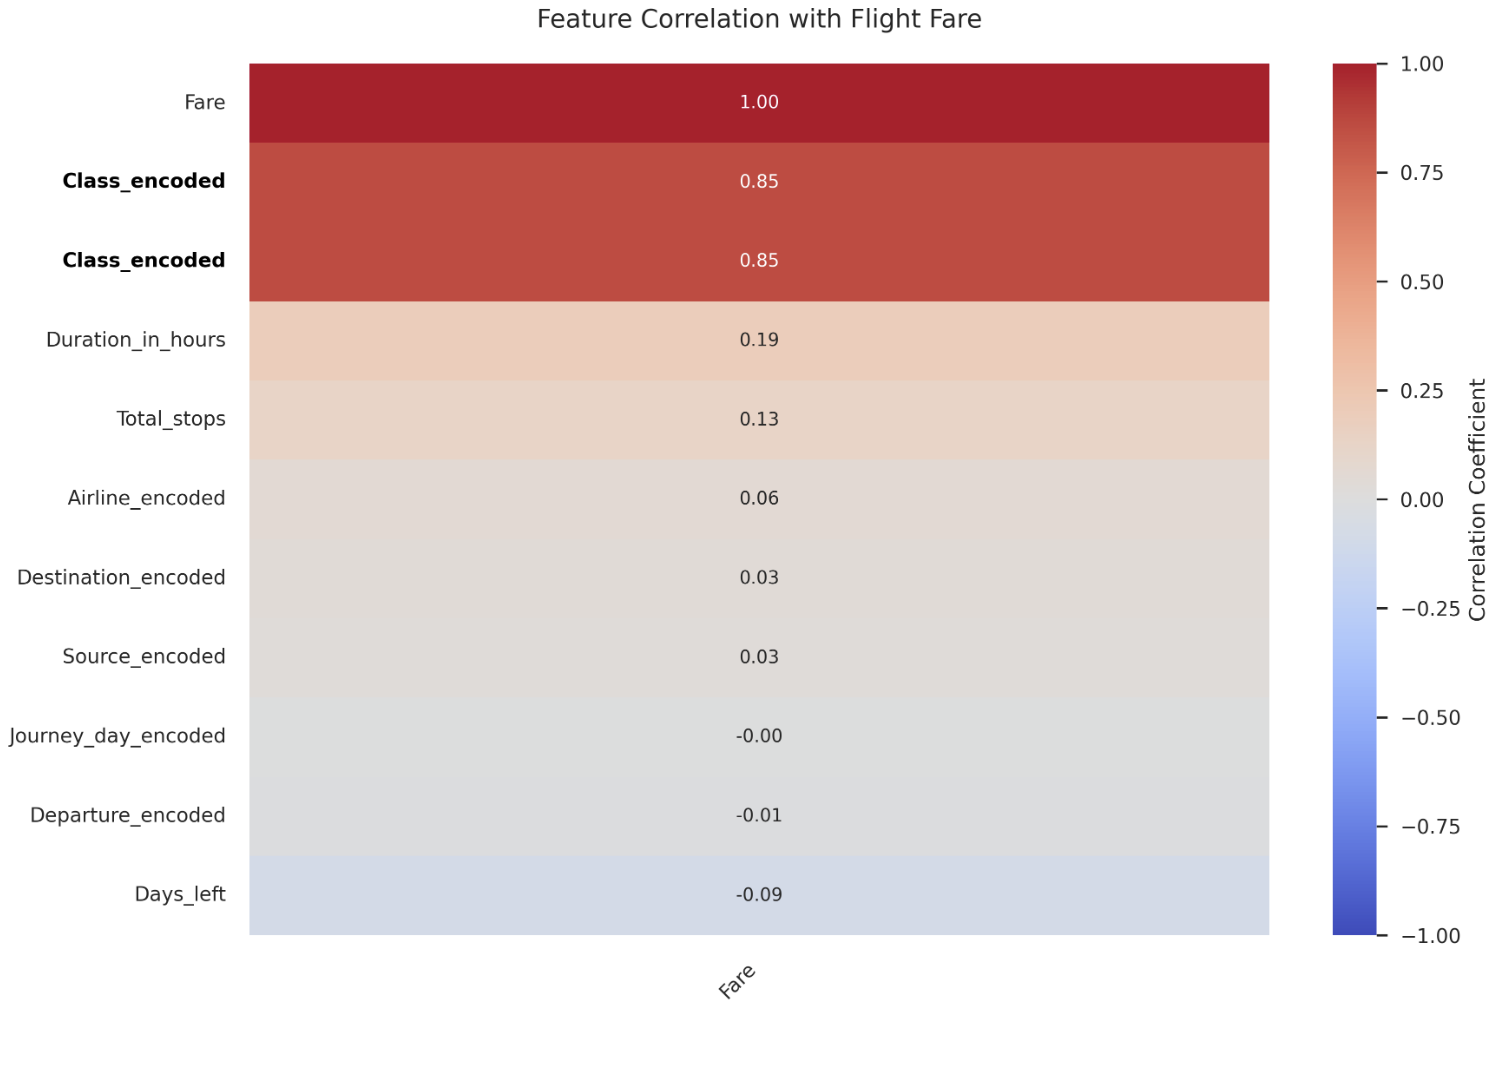 Feature Correlation with Flight Fare
Fare 1.00
Class_encoded 0.85
Class_encoded 0.85
Duration_in_hours 0.19
Total_stops 0.13
Airline_encoded 0.06
Destination_encoded 0.03
Source_encoded 0.03
Journey_day_encoded -0.00
Departure_encoded -0.01
Days_left -0.09
Fare
1.00
0.75
0.50
0.25
0.00
−0.25
−0.50
−0.75
−1.00
Correlation Coefficient